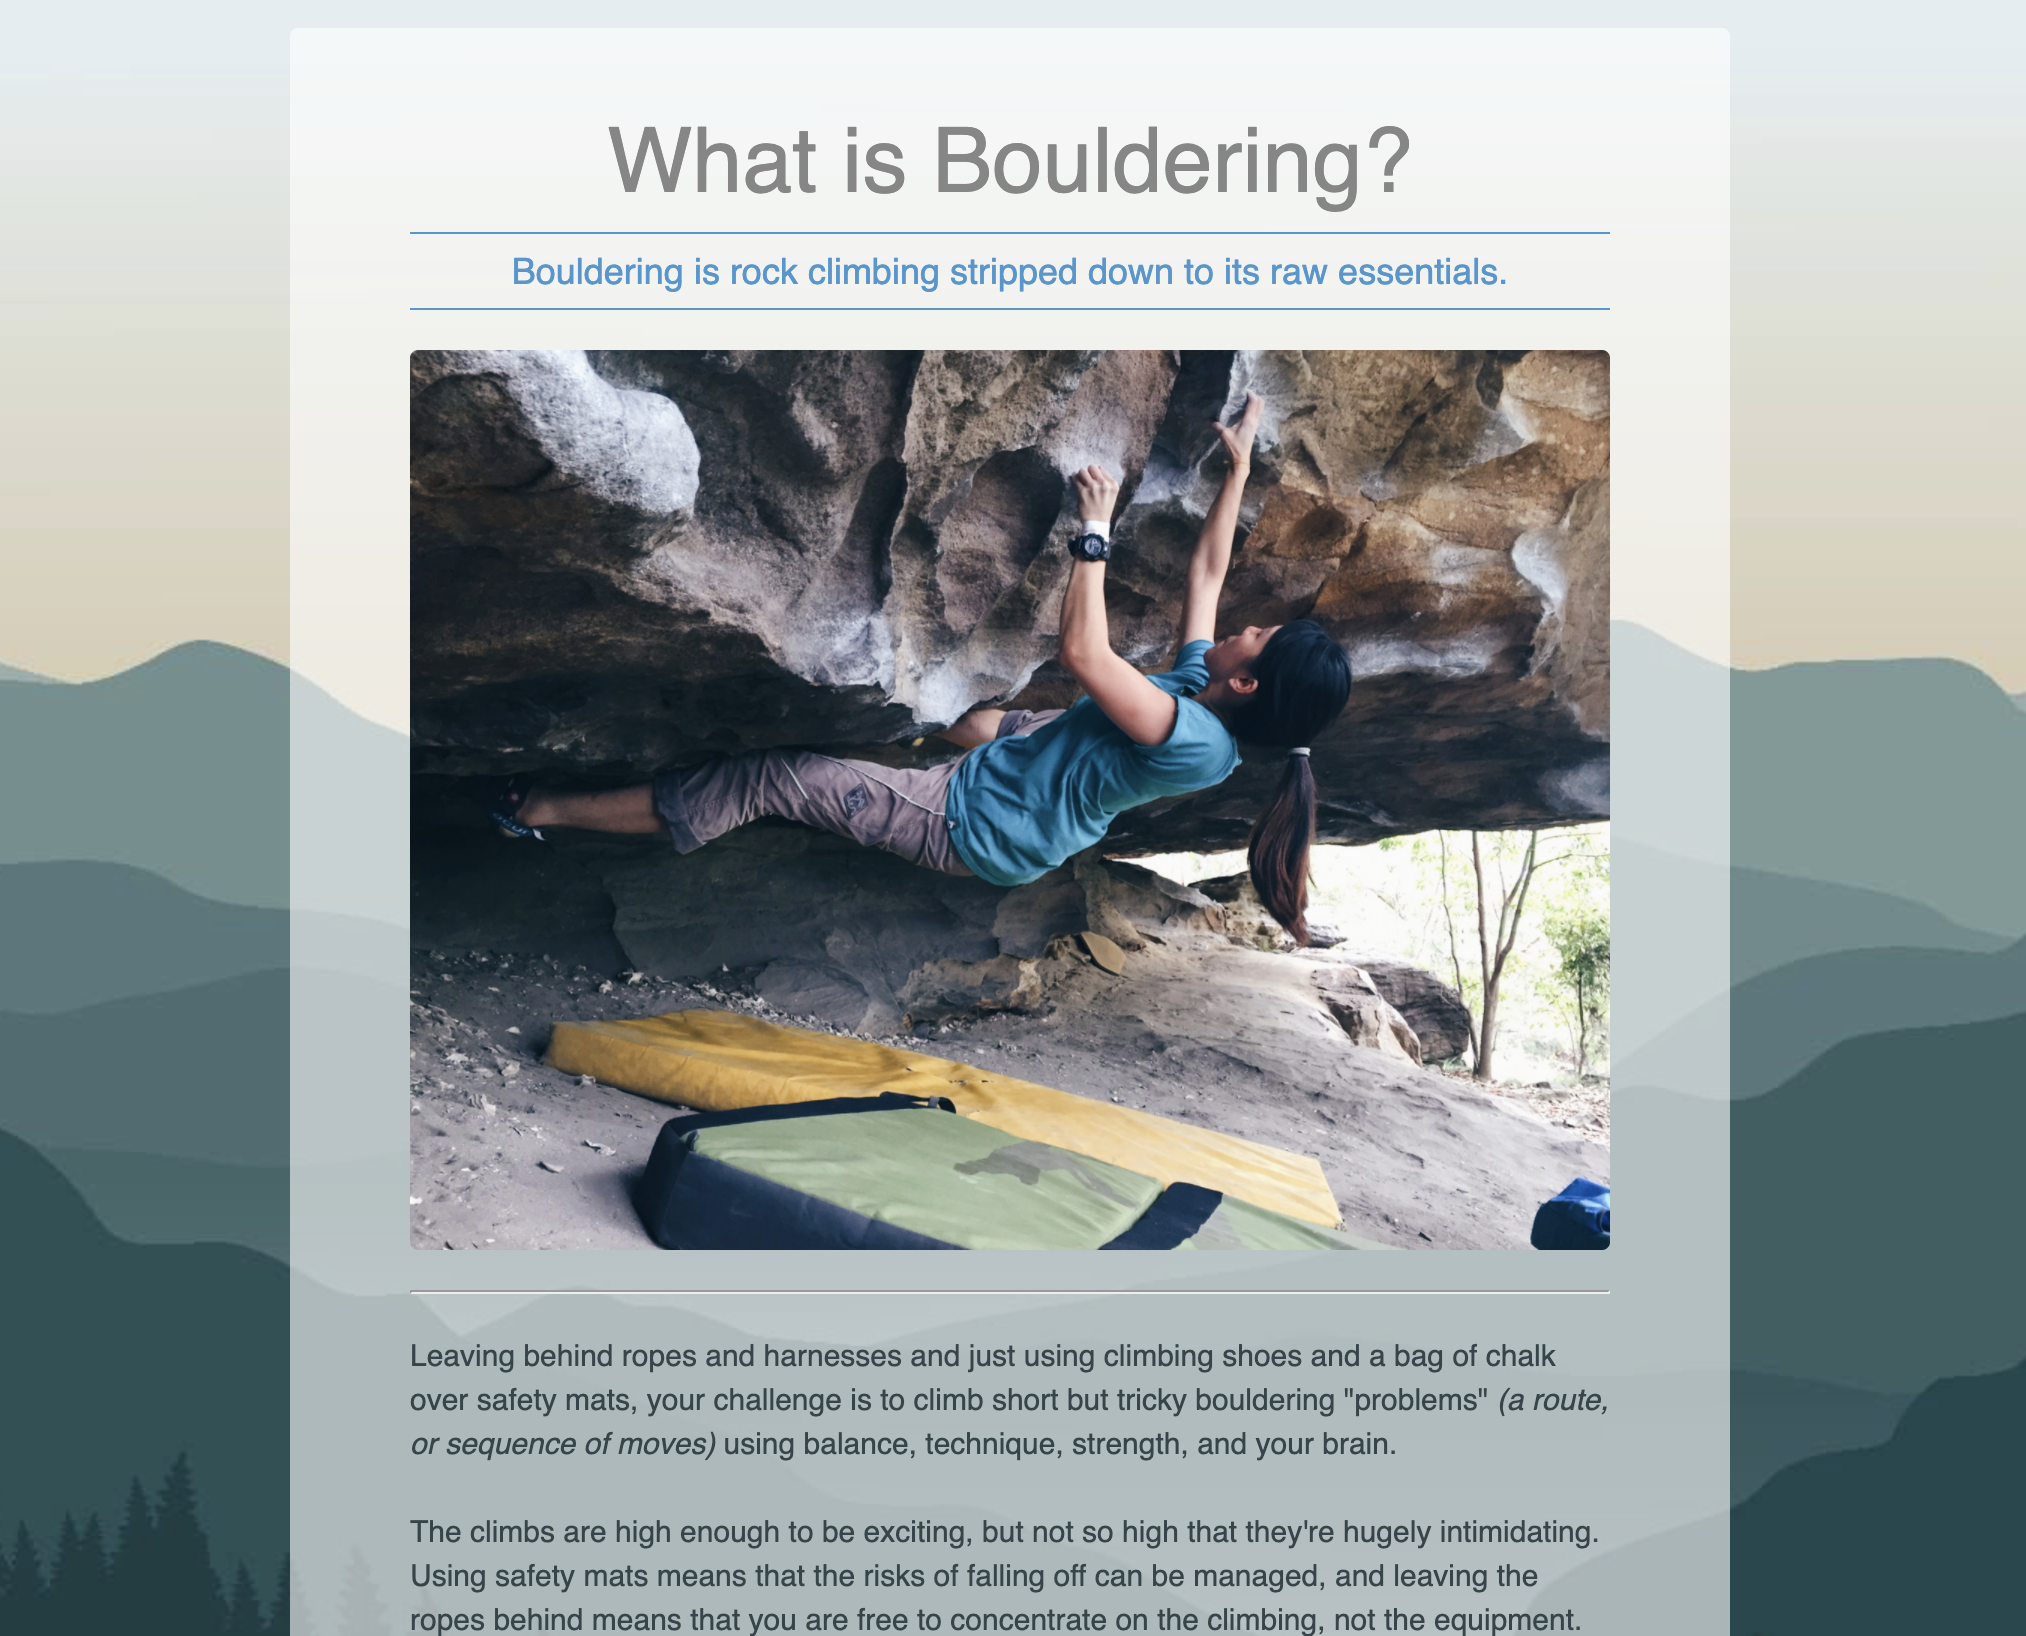 What is Bouldering?
Bouldering is rock climbing stripped down to its raw essentials.
Leaving behind ropes and harnesses and just using climbing shoes and a bag of chalk
over safety mats, your challenge is to climb short but tricky bouldering "problems" (a route,
or sequence of moves) using balance, technique, strength, and your brain.
The climbs are high enough to be exciting, but not so high that they're hugely intimidating.
Using safety mats means that the risks of falling off can be managed, and leaving the
ropes behind means that you are free to concentrate on the climbing, not the equipment.